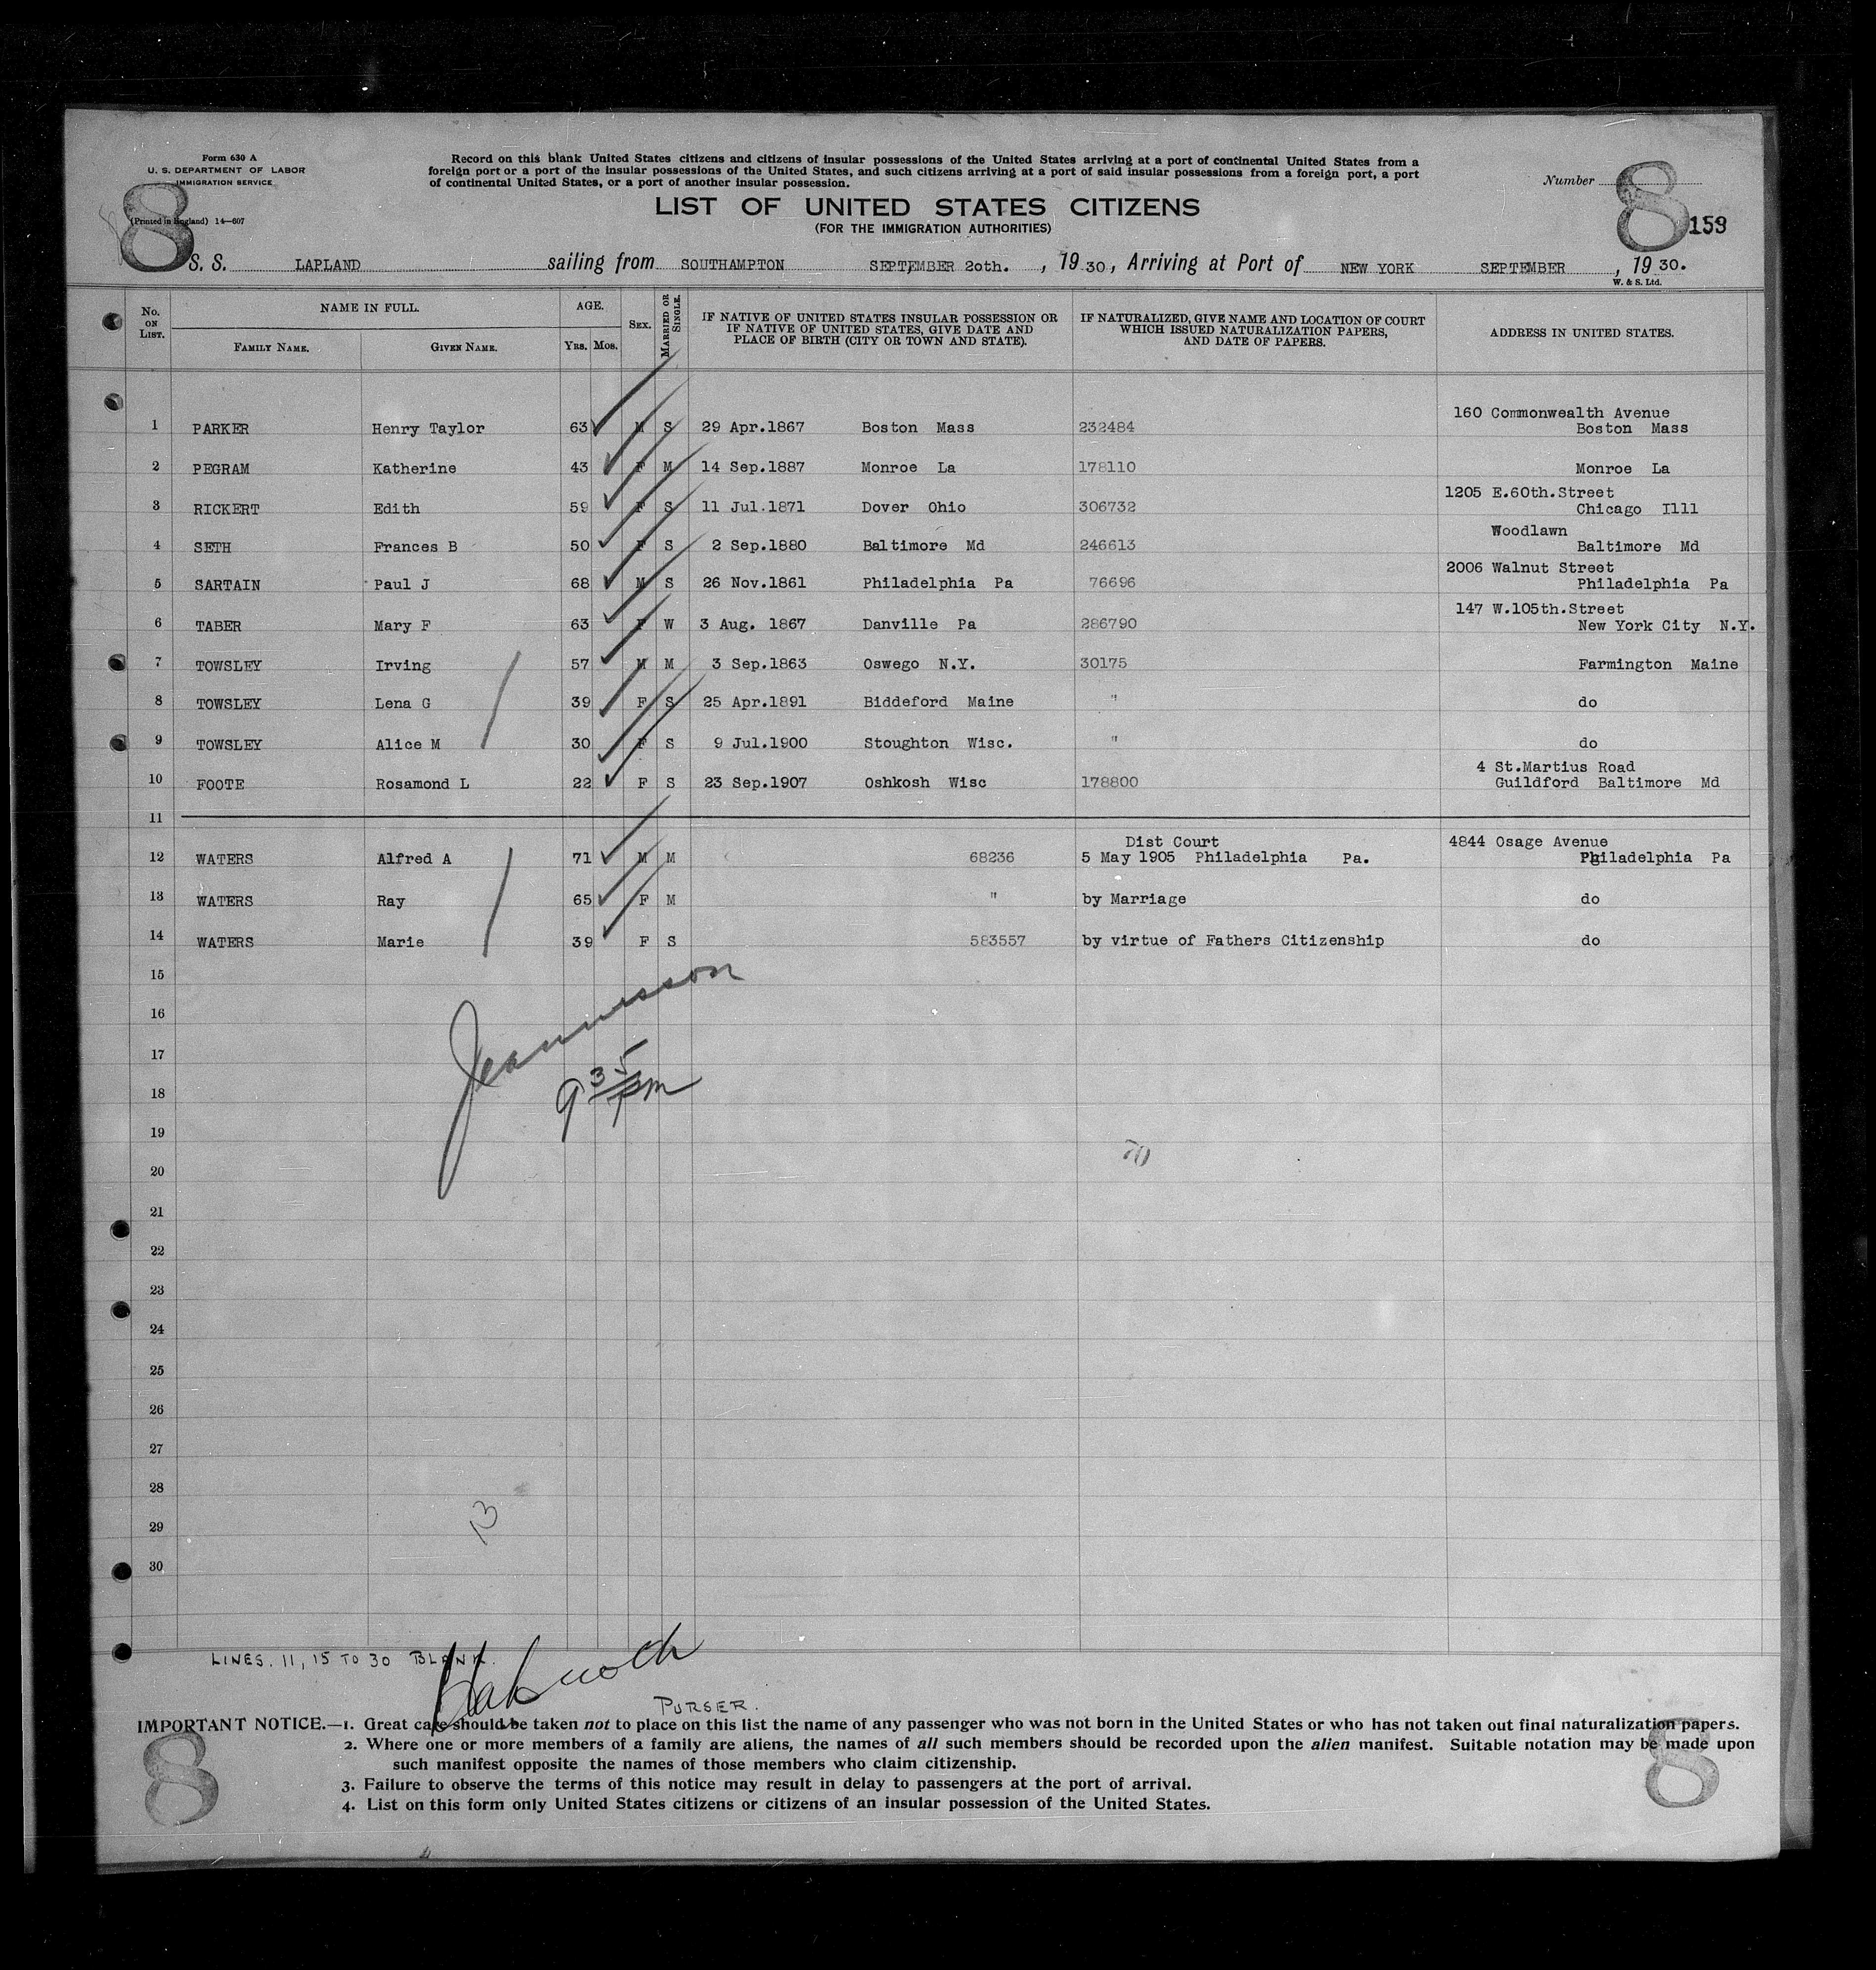 Form 630 A
U. S. DEPARTMENT OF LABOR
IMMIGRATION SERVICE
(Printed in England) 14—607
Record on this blank United States citizens and citizens of insular possessions of the United States arriving at a port of continental United States from a
foreign port or a port of the insular possessions of the United States, and such citizens arriving at a port of said insular possessions from a foreign port, a port
of continental United States, or a port of another insular possession.
Number
8
8
159
LIST OF UNITED STATES CITIZENS
(FOR THE IMMIGRATION AUTHORITIES)
S. S. LAPLAND sailing from SOUTHAMPTON SEPTEMBER 20th. , 19 30, Arriving at Port of NEW YORK SEPTEMBER , 19 30.
W. & S. Ltd.
No. ON LIST. NAME IN FULL. AGE. SEX. MARRIED OR SINGLE. IF NATIVE OF UNITED STATES INSULAR POSSESSION OR IF NATIVE OF UNITED STATES, GIVE DATE AND PLACE OF BIRTH (CITY OR TOWN AND STATE). IF NATURALIZED, GIVE NAME AND LOCATION OF COURT WHICH ISSUED NATURALIZATION PAPERS, AND DATE OF PAPERS. ADDRESS IN UNITED STATES.
FAMILY NAME. GIVEN NAME. YRS. MOS.
160 Commonwealth Avenue
1 PARKER Henry Taylor 63 M S 29 Apr.1867 Boston Mass 232484 Boston Mass
2 PEGRAM Katherine 43 F M 14 Sep.1887 Monroe La 178110 Monroe La
1205 E.60th.Street
3 RICKERT Edith 59 F S 11 Jul.1871 Dover Ohio 306732 Chicago Illl
Woodlawn
4 SETH Frances B 50 F S 2 Sep.1880 Baltimore Md 246613 Baltimore Md
2006 Walnut Street
5 SARTAIN Paul J 68 M S 26 Nov.1861 Philadelphia Pa 76696 Philadelphia Pa
147 W.105th.Street
6 TABER Mary F 63 F W 3 Aug. 1867 Danville Pa 286790 New York City N.Y.
7 TOWSLEY Irving 57 M M 3 Sep.1863 Oswego N.Y. 30175 Farmington Maine
8 TOWSLEY Lena G 39 F S 25 Apr.1891 Biddeford Maine " do
9 TOWSLEY Alice M 30 F S 9 Jul.1900 Stoughton Wisc. " do
4 St.Martius Road
10 FOOTE Rosamond L 22 F S 23 Sep.1907 Oshkosh Wisc 178800 Guildford Baltimore Md
11
Dist Court 4844 Osage Avenue
12 WATERS Alfred A 71 M M 68236 5 May 1905 Philadelphia Pa. Philadelphia Pa
13 WATERS Ray 65 F M " by Marriage do
14 WATERS Marie 39 F S 583557 by virtue of Fathers Citizenship do
15
16
17
9 35 pm
18
19
70
20
21
22
23
24
25
26
27
28
13
29
30
LINES. 11, 15 TO 30 BLANK.
PURSER.
IMPORTANT NOTICE.—1. Great care should be taken not to place on this list the name of any passenger who was not born in the United States or who has not taken out final naturalization papers.
2. Where one or more members of a family are aliens, the names of all such members should be recorded upon the alien manifest. Suitable notation may be made upon
such manifest opposite the names of those members who claim citizenship.
3. Failure to observe the terms of this notice may result in delay to passengers at the port of arrival.
4. List on this form only United States citizens or citizens of an insular possession of the United States.
8
8